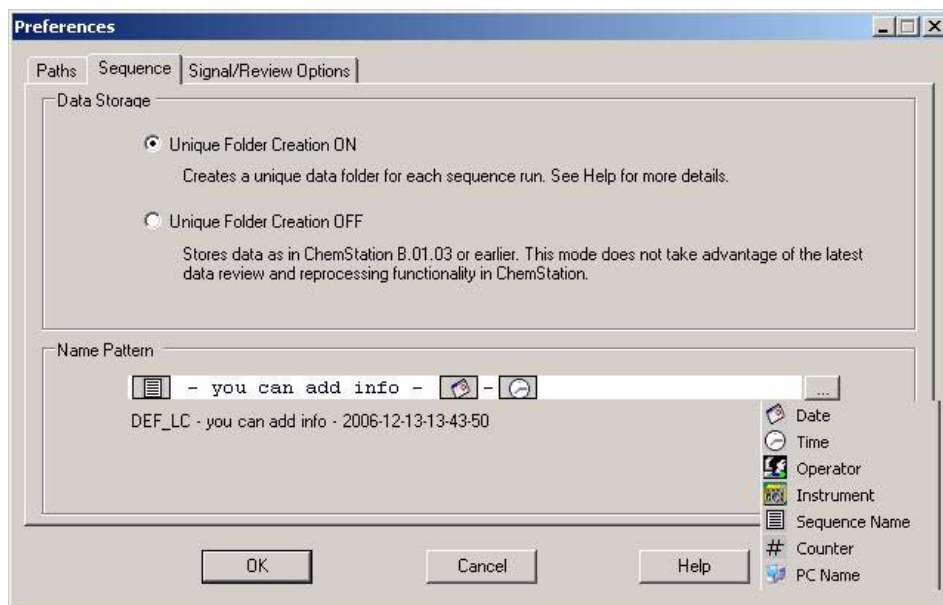 Preferences
Paths Sequence Signal/Review Options
Data Storage
Unique Folder Creation ON
Creates a unique data folder for each sequence run. See Help for more details.
Unique Folder Creation OFF
Stores data as in ChemStation B.01.03 or earlier. This mode does not take advantage of the latest
data review and reprocessing functionality in ChemStation.
Name Pattern
- you can add info - -
...
DEF_LC - you can add info - 2006-12-13-13-43-50
Date
Time
Operator
Instrument
Sequence Name
# Counter
PC Name
OK Cancel Help